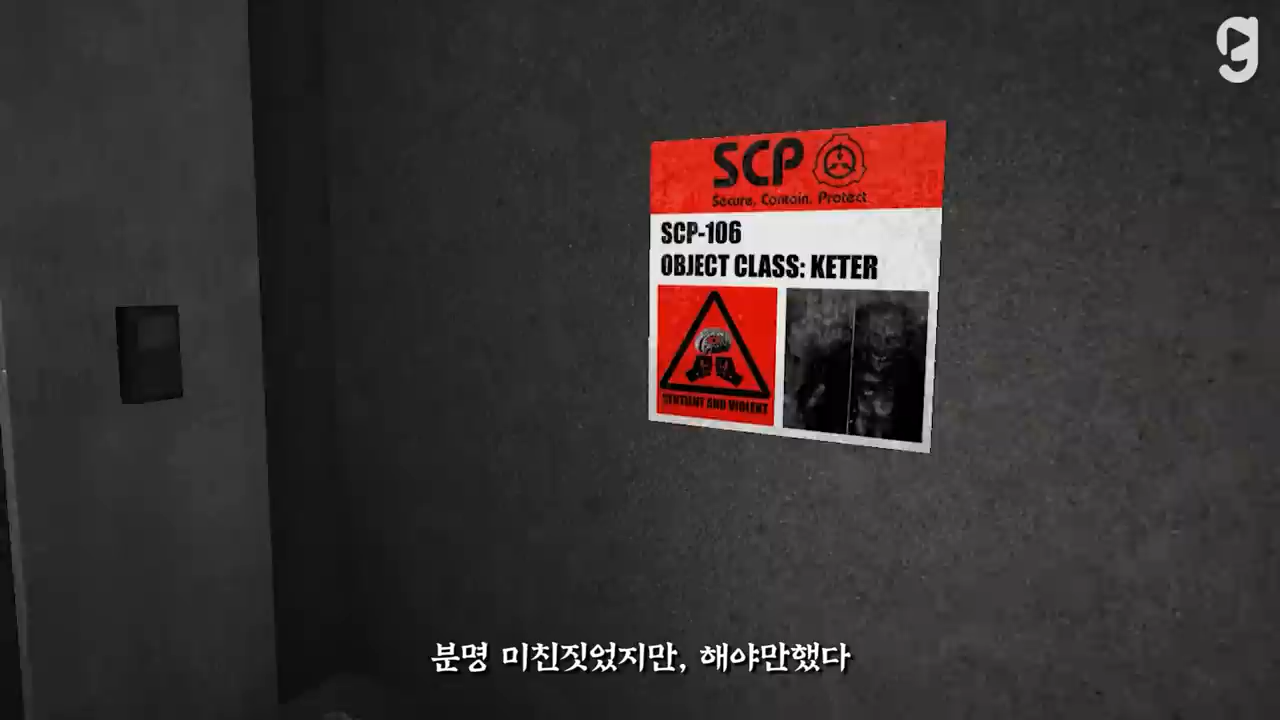 SCP
Secure. Contain. Protect.
SCP-106
OBJECT CLASS: KETER
SENTIENT AND VIOLENT
분명 미친짓었지만, 해야만했다